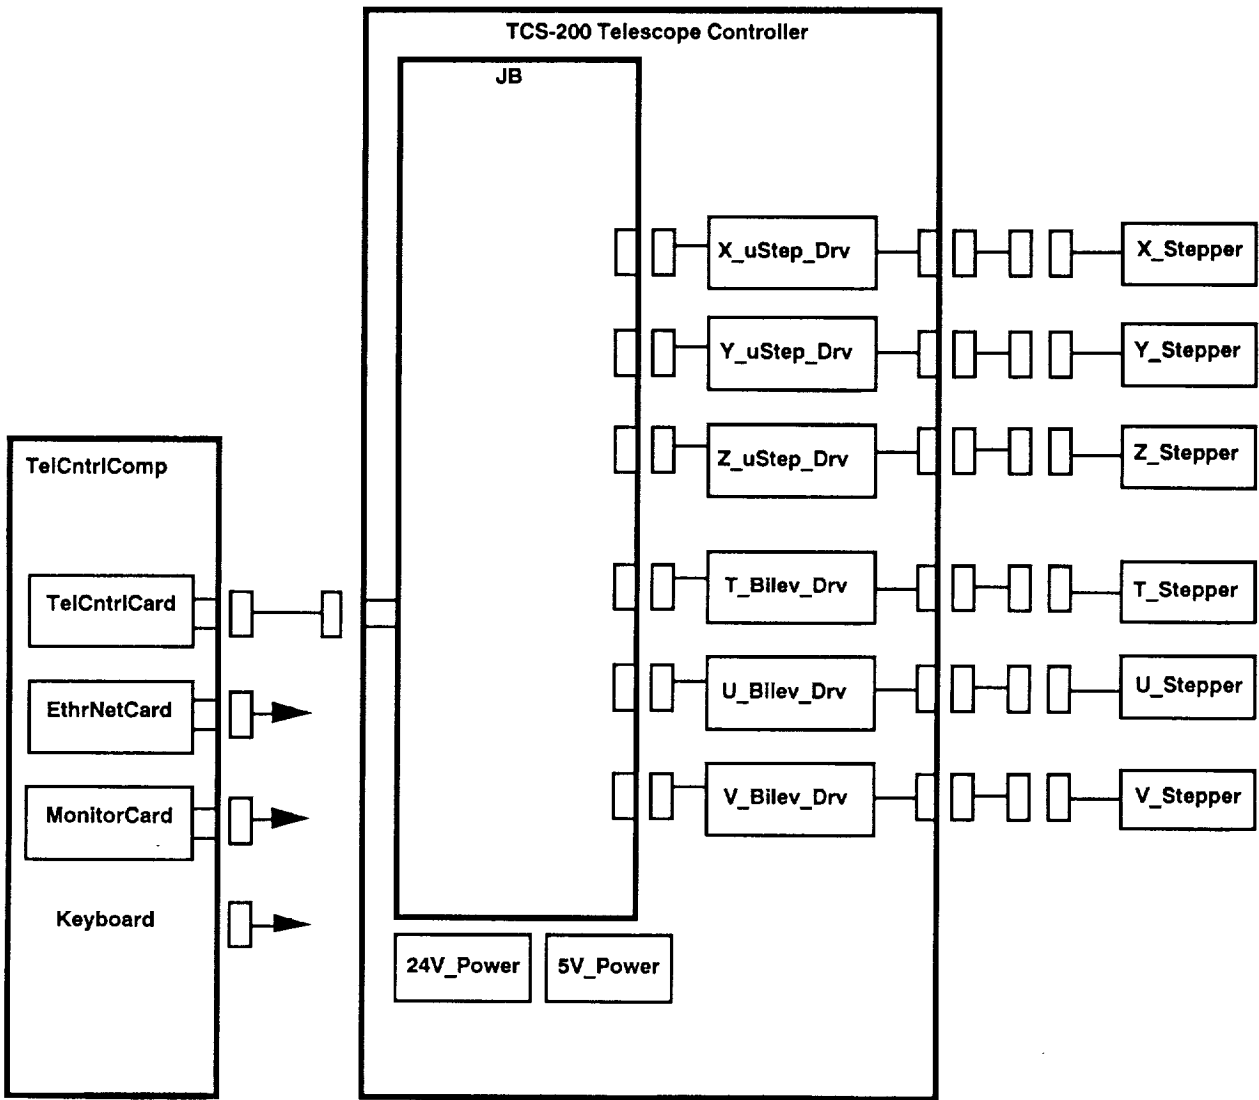 TCS-200 Telescope Controller
JB
X_uStep_Drv
X_Stepper
Y_uStep_Drv
Y_Stepper
Z_uStep_Drv
Z_Stepper
TelCntrlComp
TelCntrlCard
T_Bilev_Drv
T_Stepper
EthrNetCard
U_Bilev_Drv
U_Stepper
MonitorCard
V_Bilev_Drv
V_Stepper
Keyboard
24V_Power
5V_Power